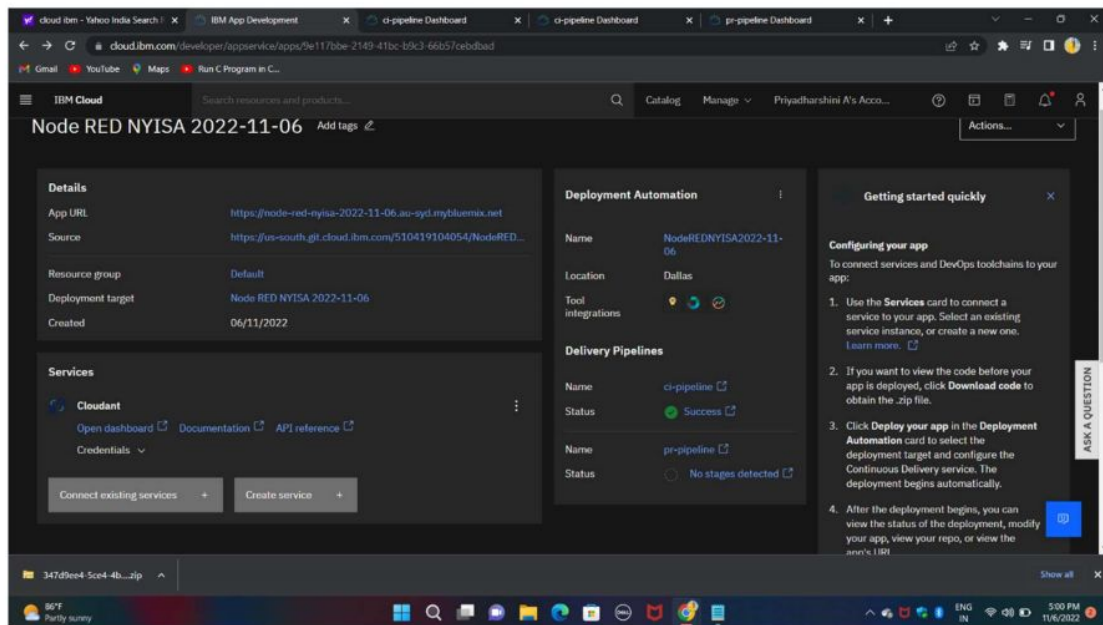 cloud ibm - Yahoo India Search
IBM App Development
ci-pipeline Dashboard
ci-pipeline Dashboard
pr-pipeline Dashboard
cloud.ibm.com/developer/appservice/apps/9e117bbe-2149-41bc-b9c3-66b57cebdbad
Gmail
YouTube
Maps
Run C Program in C...
IBM Cloud
Search resources and products...
Catalog
Manage
Priyadharshini A's Acco...
Node RED NYISA 2022-11-06
Add tags
Actions...
Details
App URL
https://node-red-nyisa-2022-11-06.au-syd.mybluemix.net
Source
https://us-south.git.cloud.ibm.com/510419104054/NodeRED...
Resource group
Default
Deployment target
Node RED NYISA 2022-11-06
Created
06/11/2022
Services
Cloudant
Open dashboard
Documentation
API reference
Credentials
Connect existing services +
Create service +
Deployment Automation
Name
NodeREDNYISA2022-11-
06
Location
Dallas
Tool
integrations
Delivery Pipelines
Name
ci-pipeline
Status
Success
Name
pr-pipeline
Status
No stages detected
Getting started quickly
Configuring your app
To connect services and DevOps toolchains to your
app:
1. Use the Services card to connect a
service to your app. Select an existing
service instance, or create a new one.
Learn more.
2. If you want to view the code before your
app is deployed, click Download code to
obtain the .zip file.
3. Click Deploy your app in the Deployment
Automation card to select the
deployment target and configure the
Continuous Delivery service. The
deployment begins automatically.
4. After the deployment begins, you can
view the status of the deployment, modify
your app, view your repo, or view the
app's URL
ASK A QUESTION
347d9ee4-5ce4-4b....zip
Show all
86°F
Partly sunny
ENG
IN
5:00 PM
11/6/2022